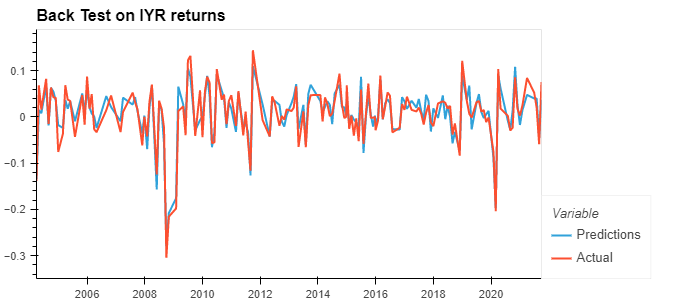 Back Test on IYR returns
0.1
0
−0.1
−0.2
−0.3
2006 2008 2010 2012 2014 2016 2018 2020
Variable
Predictions
Actual